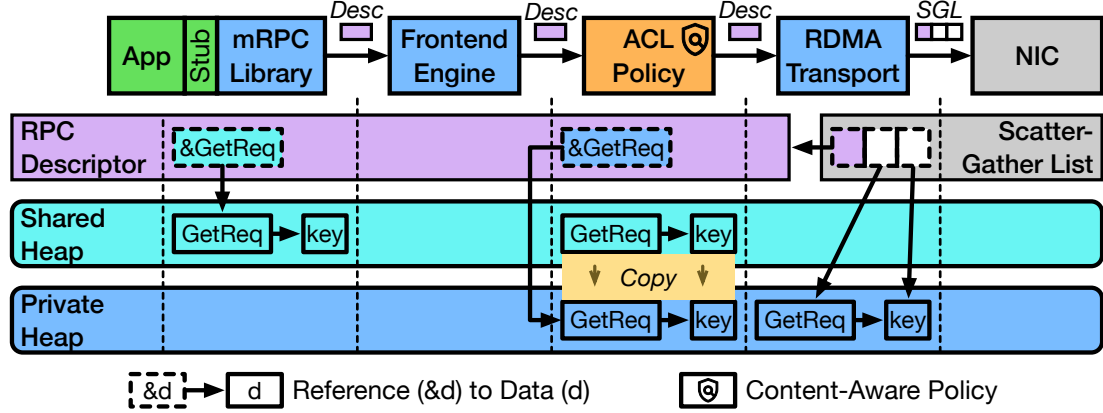 Desc Desc Desc SGL
App Stub mRPC Library Frontend Engine ACL Policy RDMA Transport NIC
RPC Descriptor &GetReq &GetReq Scatter-Gather List
Shared Heap GetReq key GetReq key
Copy
Private Heap GetReq key GetReq key
&d d Reference (&d) to Data (d) Content-Aware Policy